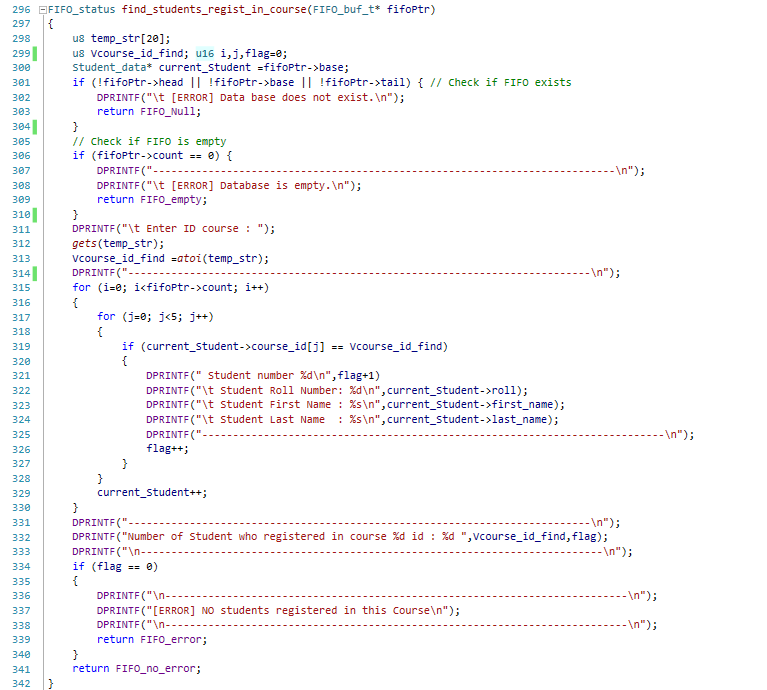 296 FIFO_status find_students_regist_in_course(FIFO_buf_t* fifoPtr)
297 {
298 u8 temp_str[20];
299 u8 Vcourse_id_find; u16 i,j,flag=0;
300 Student_data* current_Student =fifoPtr->base;
301 if (!fifoPtr->head || !fifoPtr->base || !fifoPtr->tail) { // Check if FIFO exists
302 DPRINTF("\t [ERROR] Data base does not exist.\n");
303 return FIFO_Null;
304 }
305 // Check if FIFO is empty
306 if (fifoPtr->count == 0) {
307 DPRINTF("---------------------------------------------------------------------------\n");
308 DPRINTF("\t [ERROR] Database is empty.\n");
309 return FIFO_empty;
310 }
311 DPRINTF("\t Enter ID course : ");
312 gets(temp_str);
313 Vcourse_id_find =atoi(temp_str);
314 DPRINTF("---------------------------------------------------------------------------\n");
315 for (i=0; i<fifoPtr->count; i++)
316 {
317 for (j=0; j<5; j++)
318 {
319 if (current_Student->course_id[j] == Vcourse_id_find)
320 {
321 DPRINTF(" Student number %d\n",flag+1)
322 DPRINTF("\t Student Roll Number: %d\n",current_Student->roll);
323 DPRINTF("\t Student First Name : %s\n",current_Student->first_name);
324 DPRINTF("\t Student Last Name  : %s\n",current_Student->last_name);
325 DPRINTF("---------------------------------------------------------------------------\n");
326 flag++;
327 }
328 }
329 current_Student++;
330 }
331 DPRINTF("---------------------------------------------------------------------------\n");
332 DPRINTF("Number of Student who registered in course %d id : %d ",Vcourse_id_find,flag);
333 DPRINTF("\n---------------------------------------------------------------------------\n");
334 if (flag == 0)
335 {
336 DPRINTF("\n---------------------------------------------------------------------------\n");
337 DPRINTF("[ERROR] NO students registered in this Course\n");
338 DPRINTF("\n---------------------------------------------------------------------------\n");
339 return FIFO_error;
340 }
341 return FIFO_no_error;
342 }